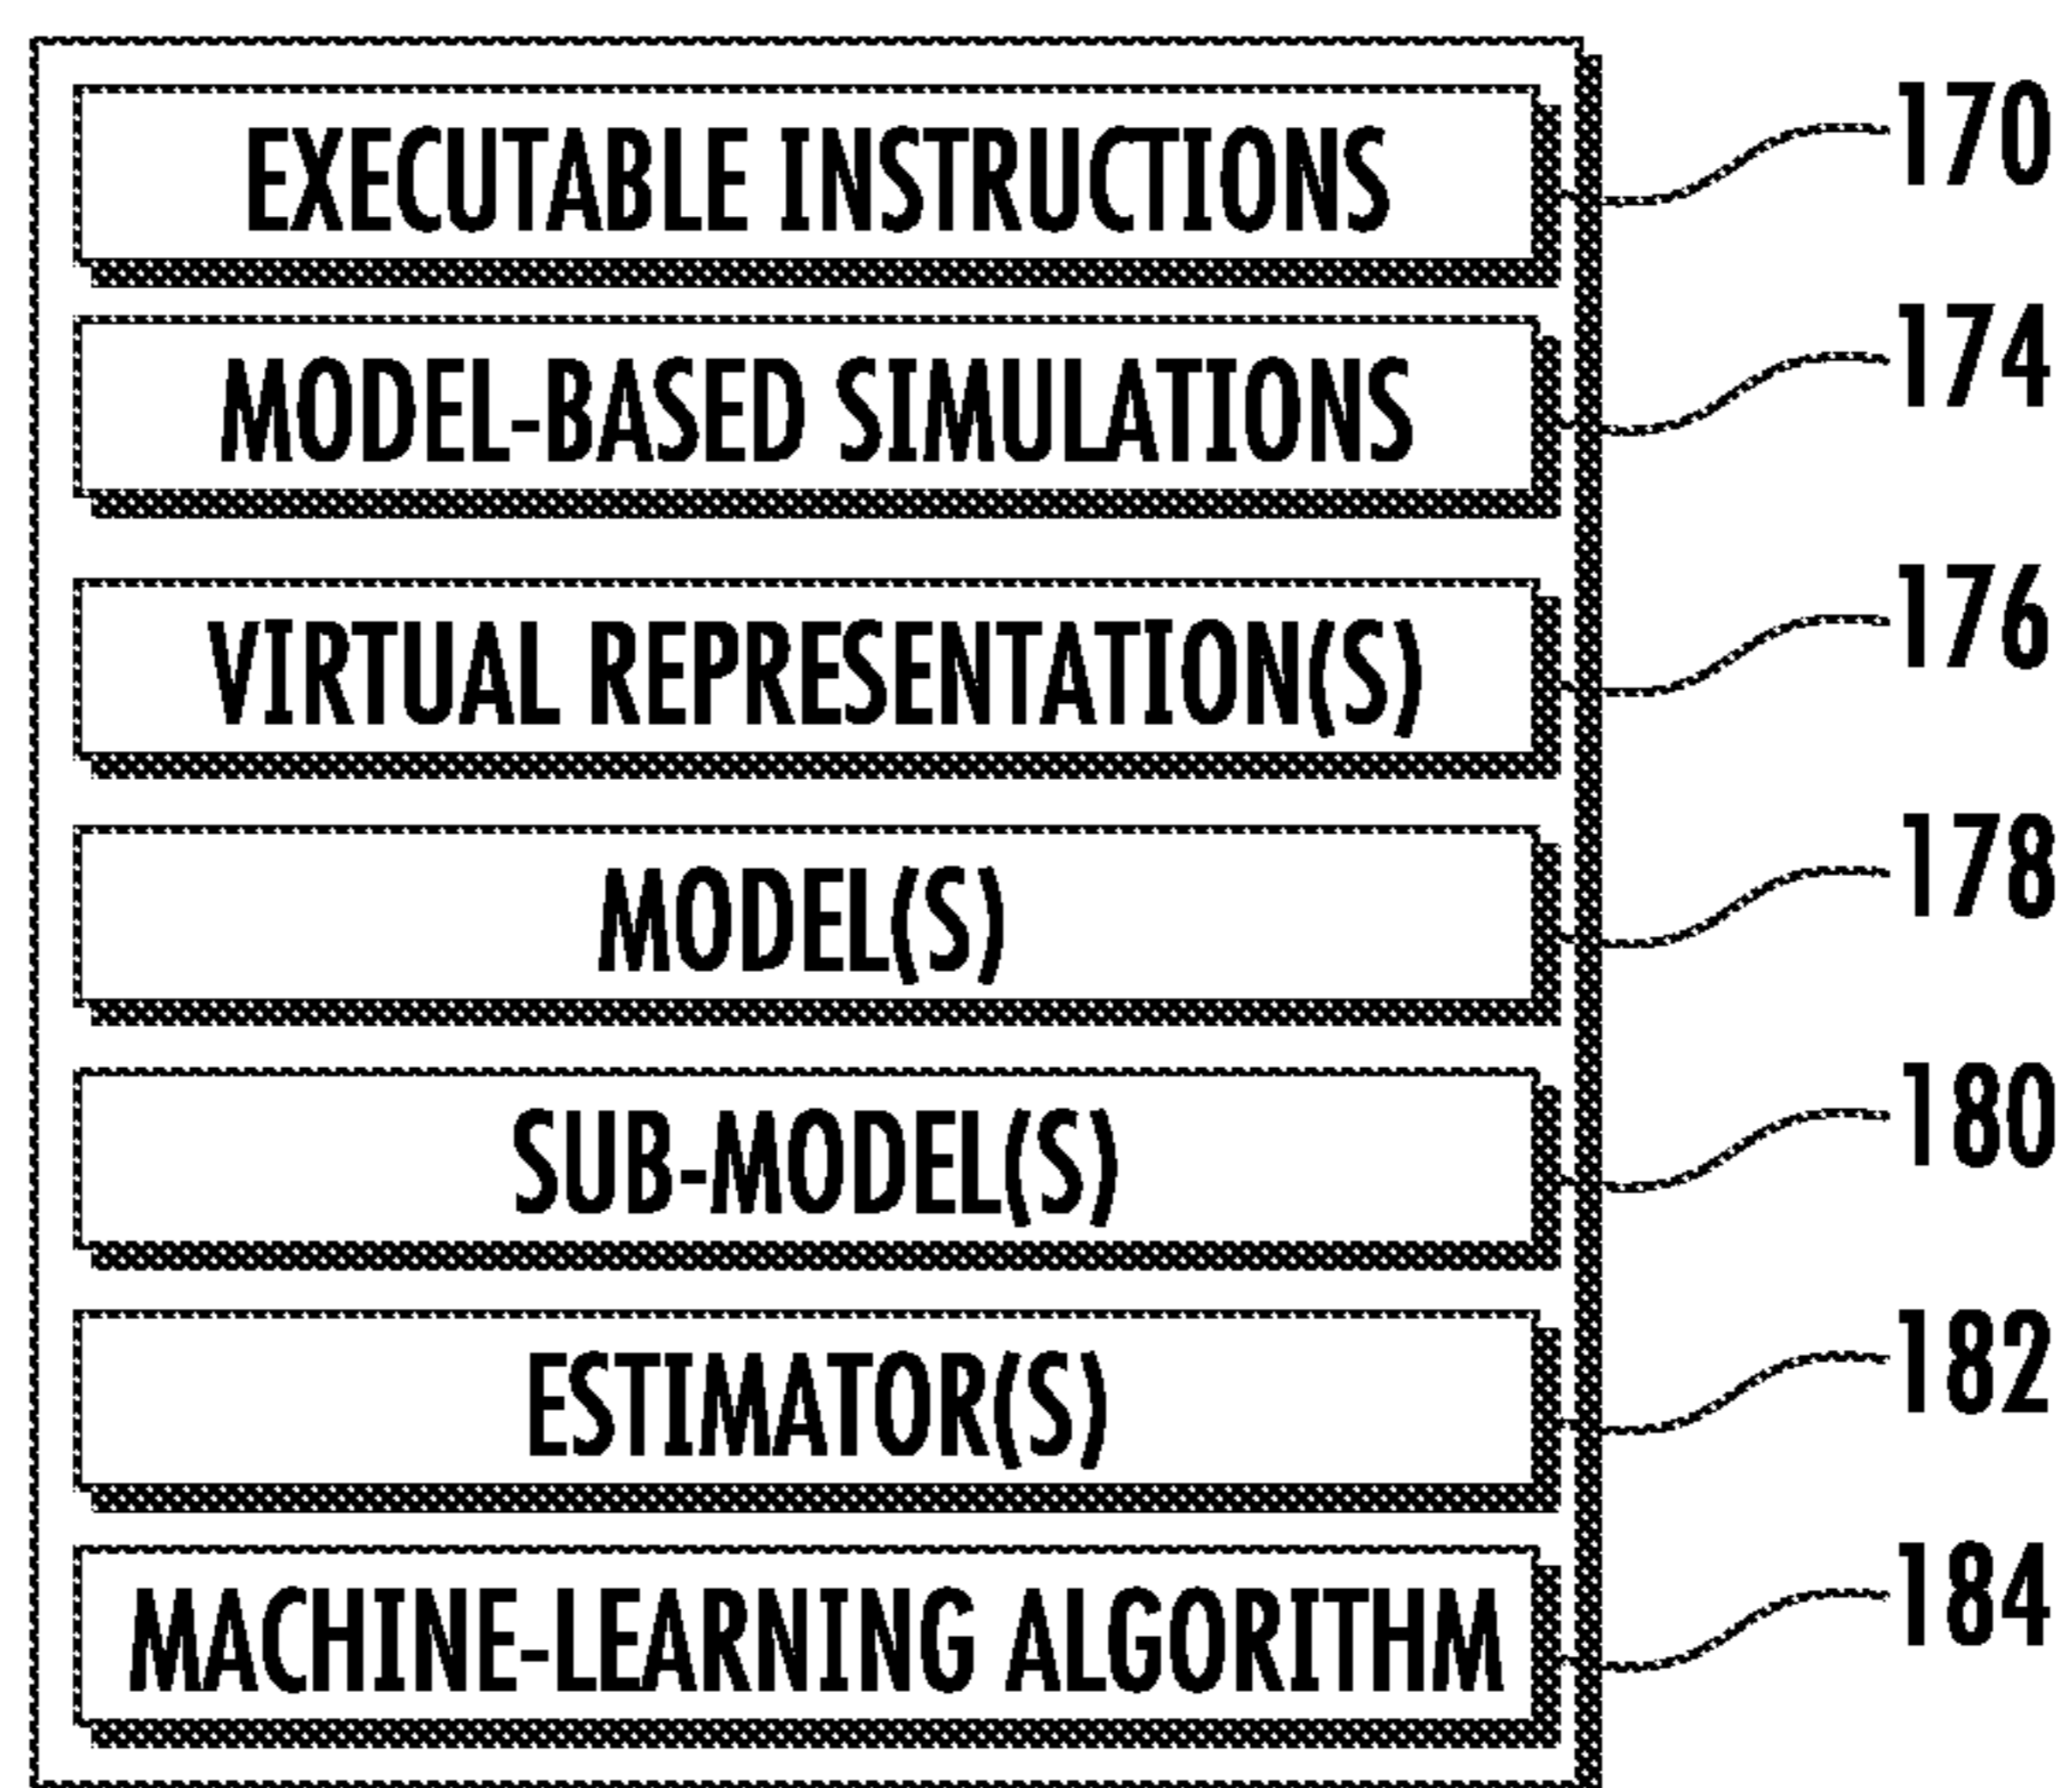 EXECUTABLE INSTRUCTIONS 170
MODEL-BASED SIMULATIONS 174
VIRTUAL REPRESENTATION(S) 176
MODEL(S) 178
SUB-MODEL(S) 180
ESTIMATOR(S) 182
MACHINE-LEARNING ALGORITHM 184